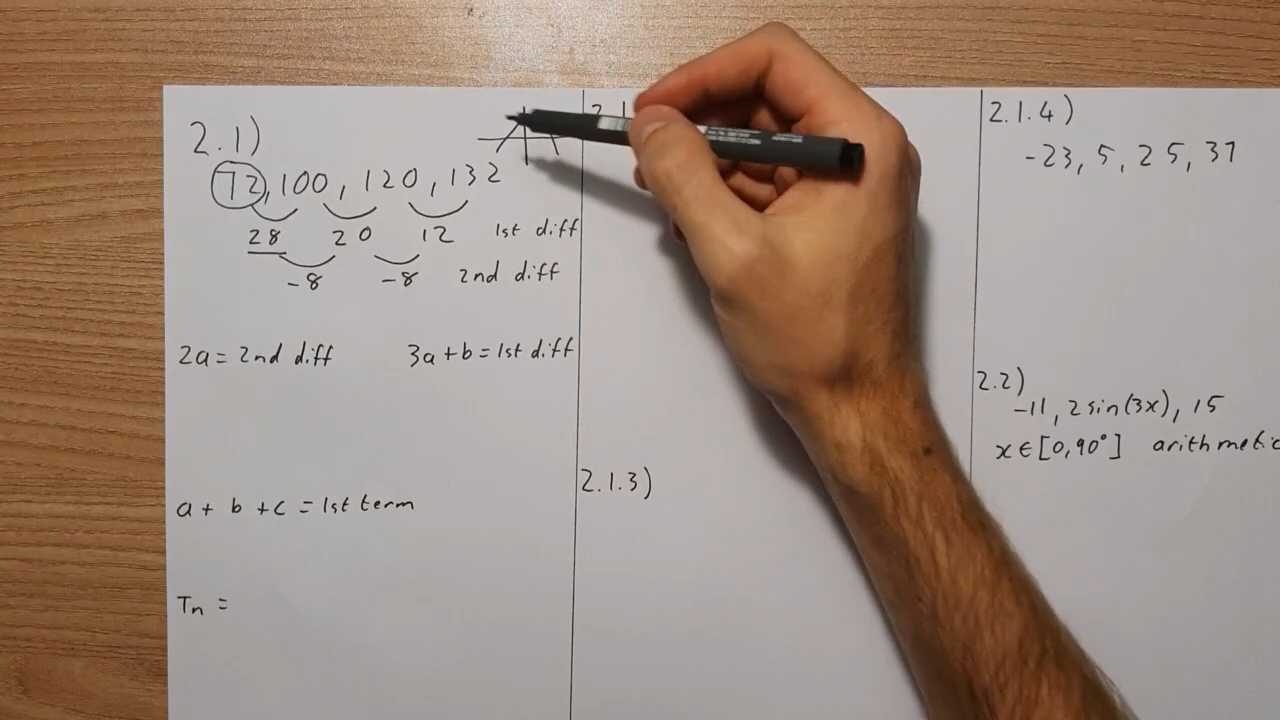 2.1)
72, 100, 120, 132
28 20 12 1st diff
-8 -8 2nd diff
2a = 2nd diff 3a + b = 1st diff
a + b + c = 1st term
Tn =
2.1.3)
2.1.4)
-23, 5, 25, 37
2.2)
-11, 2 sin(3x), 15
x ∈ [0, 90°] arithmetic